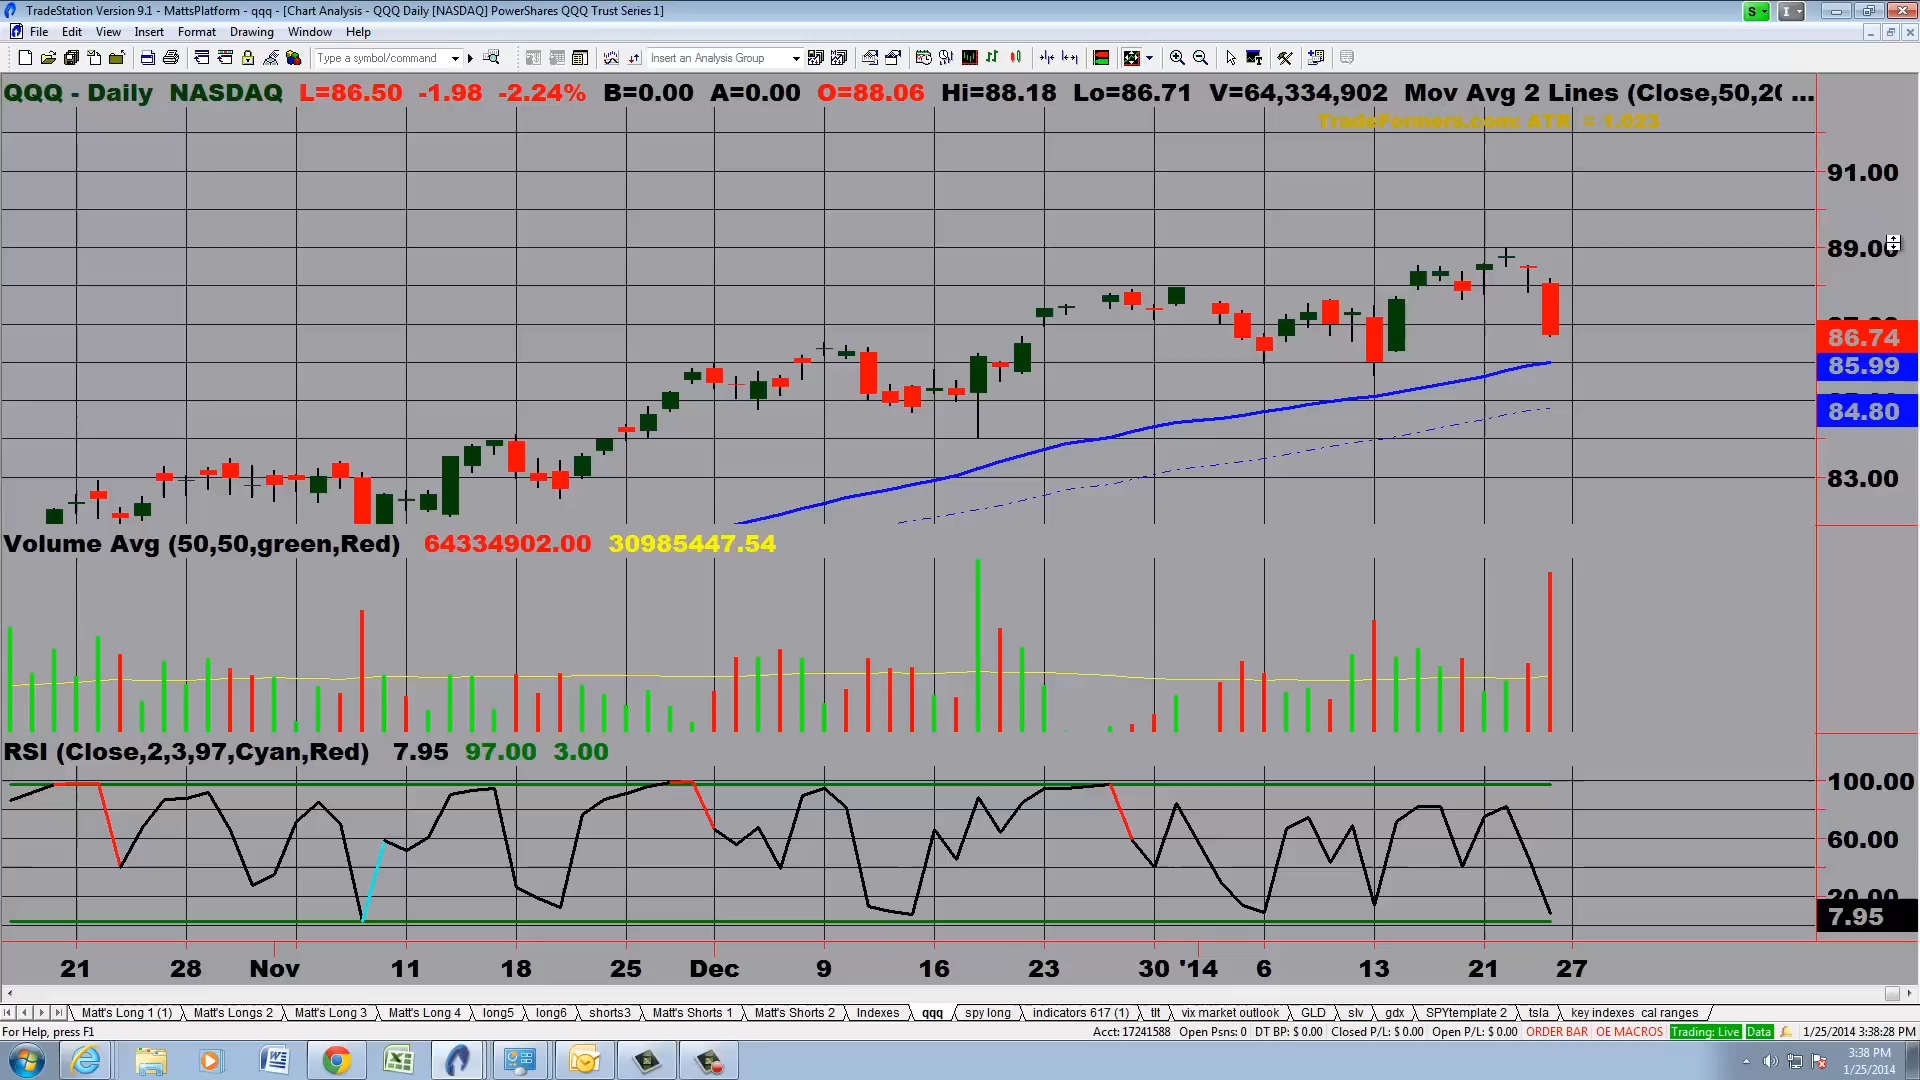 TradeStation Version 9.1 - MattsPlatform - qqq - [Chart Analysis - QQQ Daily [NASDAQ] PowerShares QQQ Trust Series 1]
S
I
File Edit View Insert Format Drawing Window Help
Type a symbol/command
Insert an Analysis Group
QQQ - Daily NASDAQ L=86.50 -1.98 -2.24% B=0.00 A=0.00 O=88.06 Hi=88.18 Lo=86.71 V=64,334,902 Mov Avg 2 Lines (Close,50,20 ...
TradeFormers.com: ATR = 1.023
91.00
89.00
86.74
85.99
84.80
83.00
Volume Avg (50,50,green,Red) 64334902.00 30985447.54
RSI (Close,2,3,97,Cyan,Red) 7.95 97.00 3.00
100.00
60.00
20.00
7.95
21 28 Nov 11 18 25 Dec 9 16 23 30 '14 6 13 21 27
Matt's Long 1 (1) Matt's Longs 2 Matt's Long 3 Matt's Long 4 long5 long6 shorts3 Matt's Shorts 1 Matt's Shorts 2 Indexes qqq spy long indicators 617 (1) tlt vix market outlook GLD slv gdx SPYtemplate 2 tsla key indexes cal ranges
For Help, press F1
Acct: 17241588 Open Psns: 0 DT BP: $ 0.00 Closed P/L: $ 0.00 Open P/L: $ 0.00 ORDER BAR OE MACROS Trading: Live Data 1/25/2014 3:38:28 PM
3:38 PM
1/25/2014